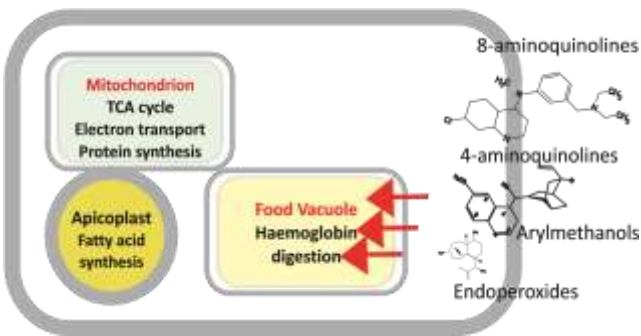 8-aminoquinolines
Mitochondrion
TCA cycle
Electron transport
Protein synthesis
4-aminoquinolines
Apicoplast
Fatty acid
synthesis
Food Vacuole
Haemoglobin
digestion
Arylmethanols
Endoperoxides